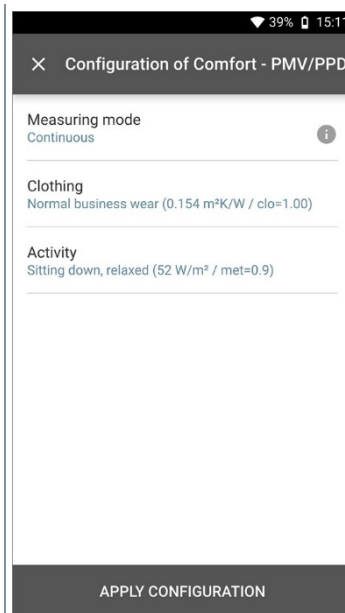 39% 15:11
Configuration of Comfort - PMV/PPD
Measuring mode
Continuous
Clothing
Normal business wear (0.154 m²K/W / clo=1.00)
Activity
Sitting down, relaxed (52 W/m² / met=0.9)
APPLY CONFIGURATION